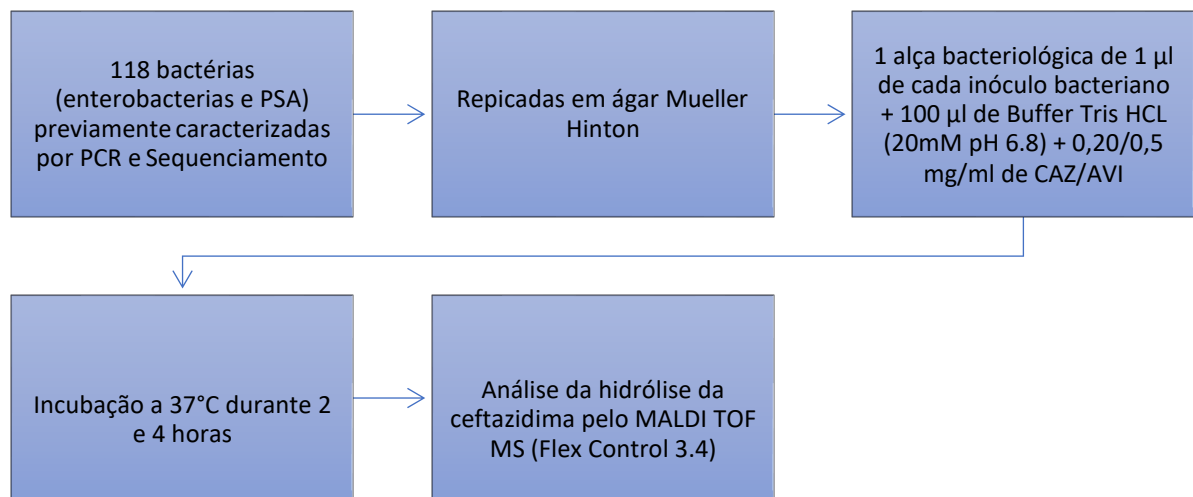 118 bactérias
(enterobacterias e PSA)
previamente caracterizadas
por PCR e Sequenciamento
Repicadas em ágar Mueller
Hinton
1 alça bacteriológica de 1 µl
de cada inóculo bacteriano
+ 100 µl de Buffer Tris HCL
(20mM pH 6.8) + 0,20/0,5
mg/ml de CAZ/AVI
Incubação a 37°C durante 2
e 4 horas
Análise da hidrólise da
ceftazidima pelo MALDI TOF
MS (Flex Control 3.4)